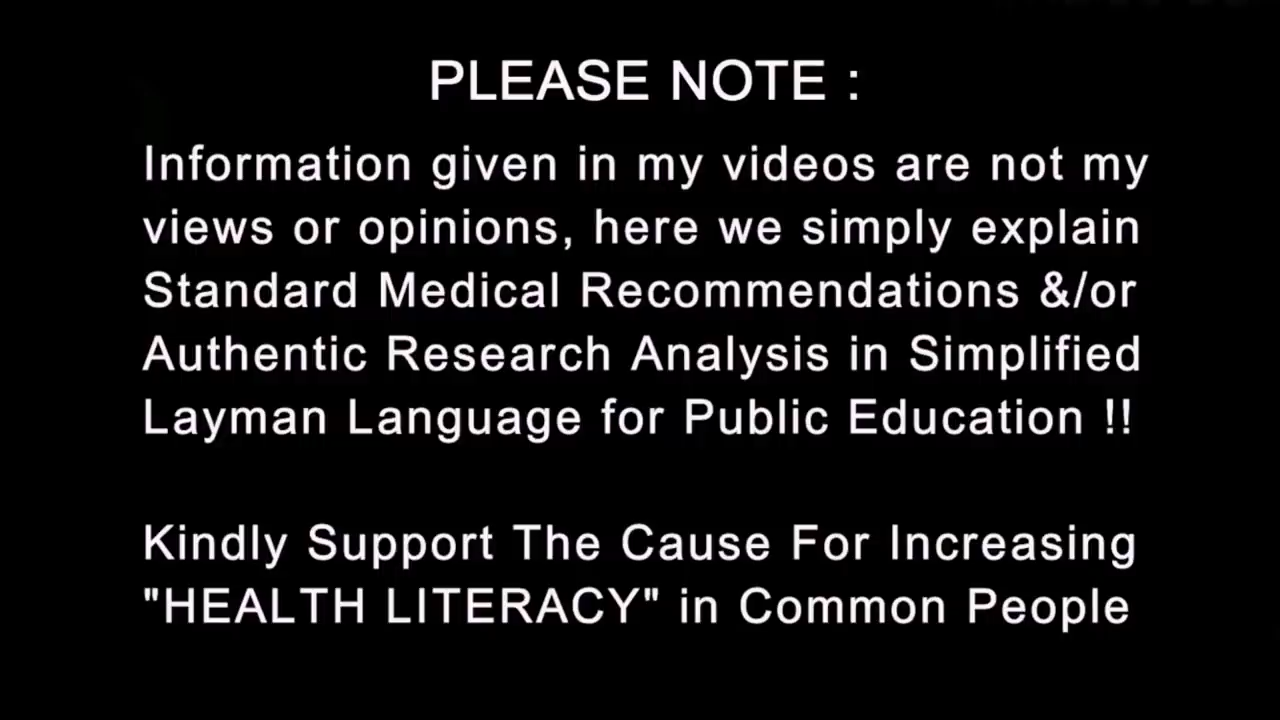 PLEASE NOTE :
Information given in my videos are not my
views or opinions, here we simply explain
Standard Medical Recommendations &/or
Authentic Research Analysis in Simplified
Layman Language for Public Education !!
Kindly Support The Cause For Increasing
"HEALTH LITERACY" in Common People